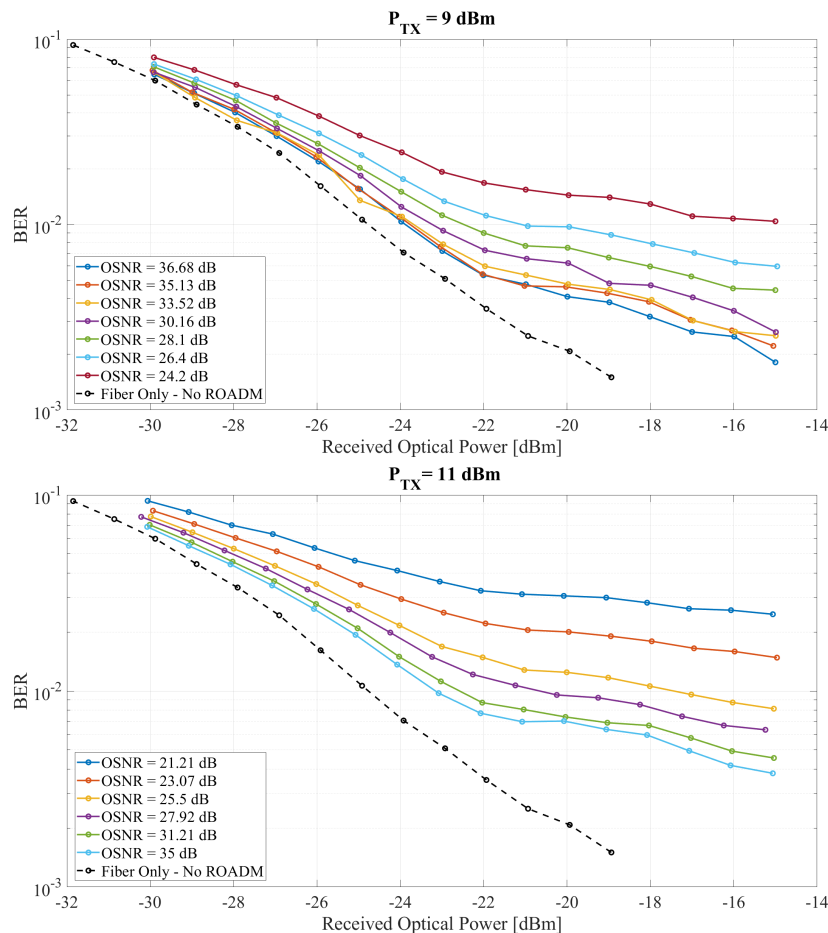 P_TX = 9 dBm
10^-1
10^-2
10^-3
BER
OSNR = 36.68 dB
OSNR = 35.13 dB
OSNR = 33.52 dB
OSNR = 30.16 dB
OSNR = 28.1 dB
OSNR = 26.4 dB
OSNR = 24.2 dB
Fiber Only - No ROADM
-32 -30 -28 -26 -24 -22 -20 -18 -16 -14
Received Optical Power [dBm]
P_TX= 11 dBm
10^-1
10^-2
10^-3
BER
OSNR = 21.21 dB
OSNR = 23.07 dB
OSNR = 25.5 dB
OSNR = 27.92 dB
OSNR = 31.21 dB
OSNR = 35 dB
Fiber Only - No ROADM
-32 -30 -28 -26 -24 -22 -20 -18 -16 -14
Received Optical Power [dBm]